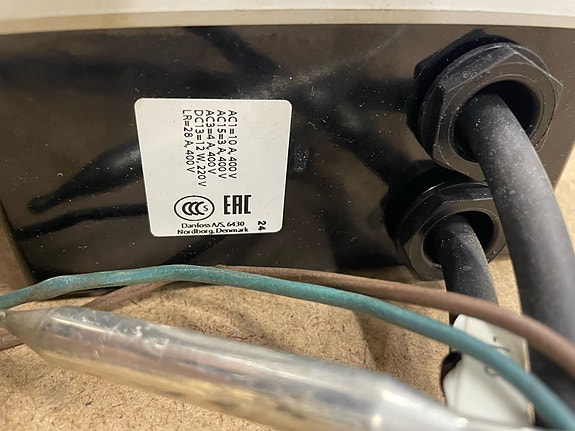 AC1=10 A, 400 V
AC15=3 A, 400 V
AC3=4 A, 400 V
DC13=12 W, 220 V
LR=28 A, 400 V
CCC S EAC
Danfoss A/S, 6430
Nordborg, Denmark
24